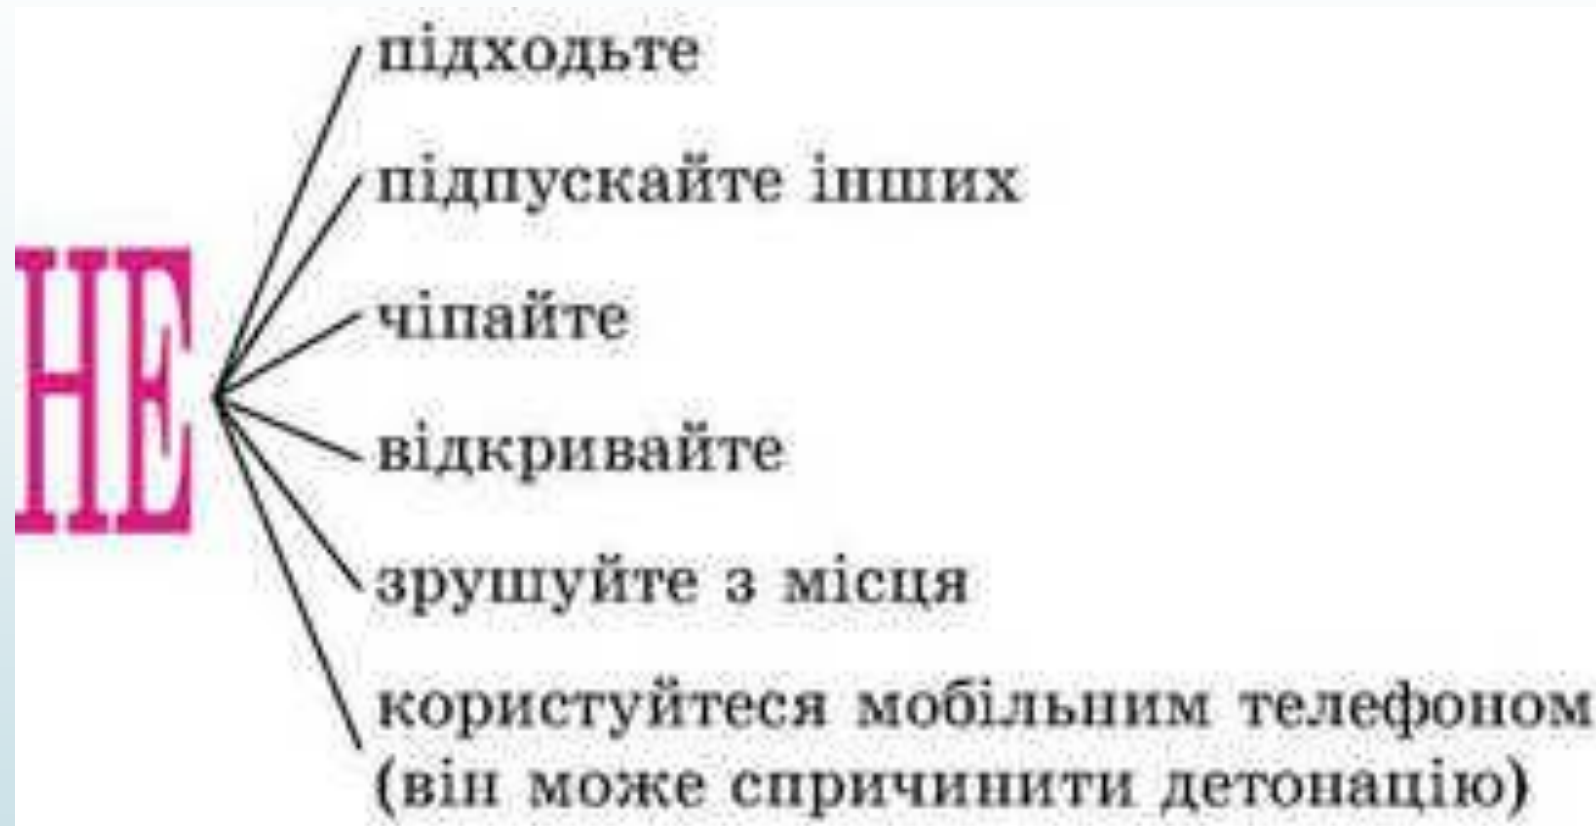 НЕ
підходьте
підпускайте інших
чіпайте
відкривайте
зрушуйте з місця
користуйтеся мобільним телефоном
(він може спричинити детонацію)